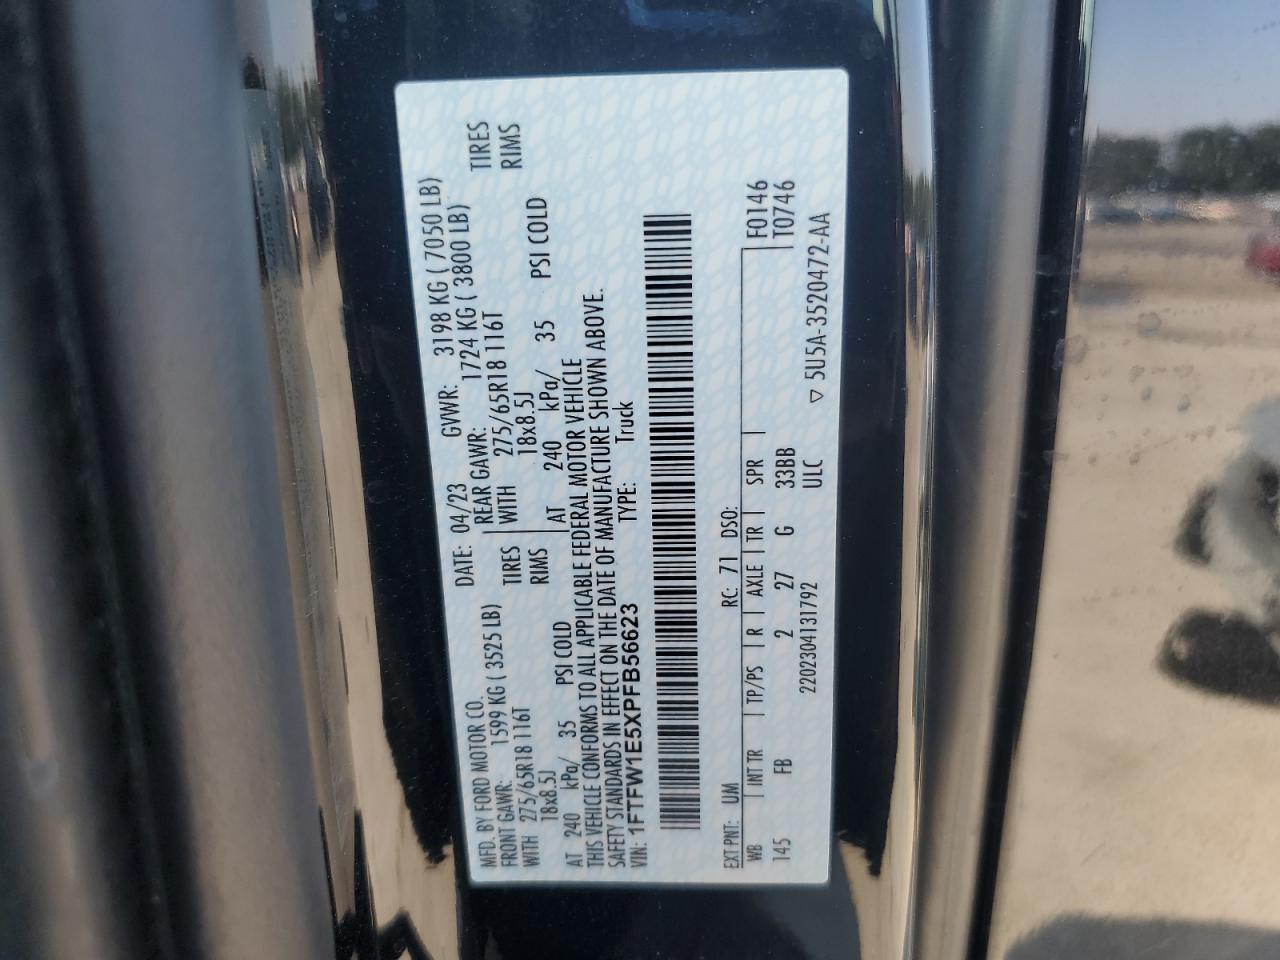 MFD. BY FORD MOTOR CO.
DATE: 04/23 GVWR: 3198 KG ( 7050 LB)
FRONT GAWR: 1599 KG ( 3525 LB) REAR GAWR: 1724 KG ( 3800 LB)
WITH 275/65R18 116T TIRES WITH 275/65R18 116T TIRES
18x8.5J RIMS 18x8.5J RIMS
AT 240 kPa/ 35 PSI COLD AT 240 kPa/ 35 PSI COLD
THIS VEHICLE CONFORMS TO ALL APPLICABLE FEDERAL MOTOR VEHICLE
SAFETY STANDARDS IN EFFECT ON THE DATE OF MANUFACTURE SHOWN ABOVE.
VIN: 1FTFW1E5XPFB56623 TYPE: Truck
EXT PNT: UM RC: 71 DSO: F0146
WB INT TR TP/PS R AXLE TR SPR T0746
145 FB 2 27 G 33BB
2202304131792 ULC ▽ 5U5A-3520472-AA